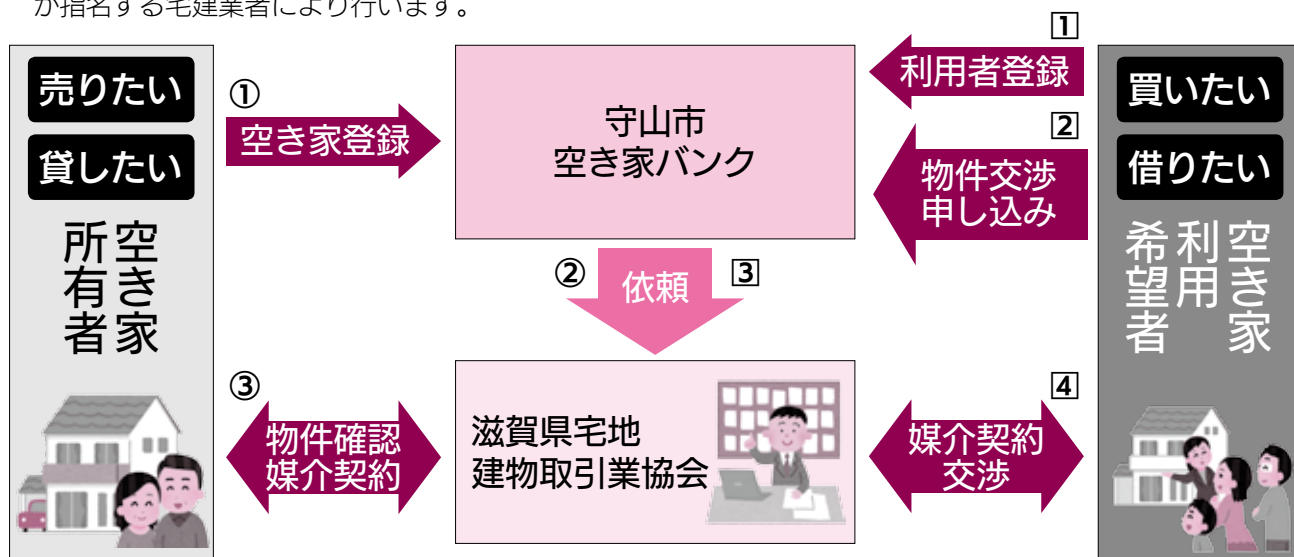 が指名する宅建業者により行います。
売りたい
貸したい
空き家
所有者
①
空き家登録
守山市
空き家バンク
1
利用者登録
2
物件交渉
申し込み
買いたい
借りたい
空き家
利用
希望者
②
依頼
3
③
物件確認
媒介契約
滋賀県宅地
建物取引業協会
4
媒介契約
交渉